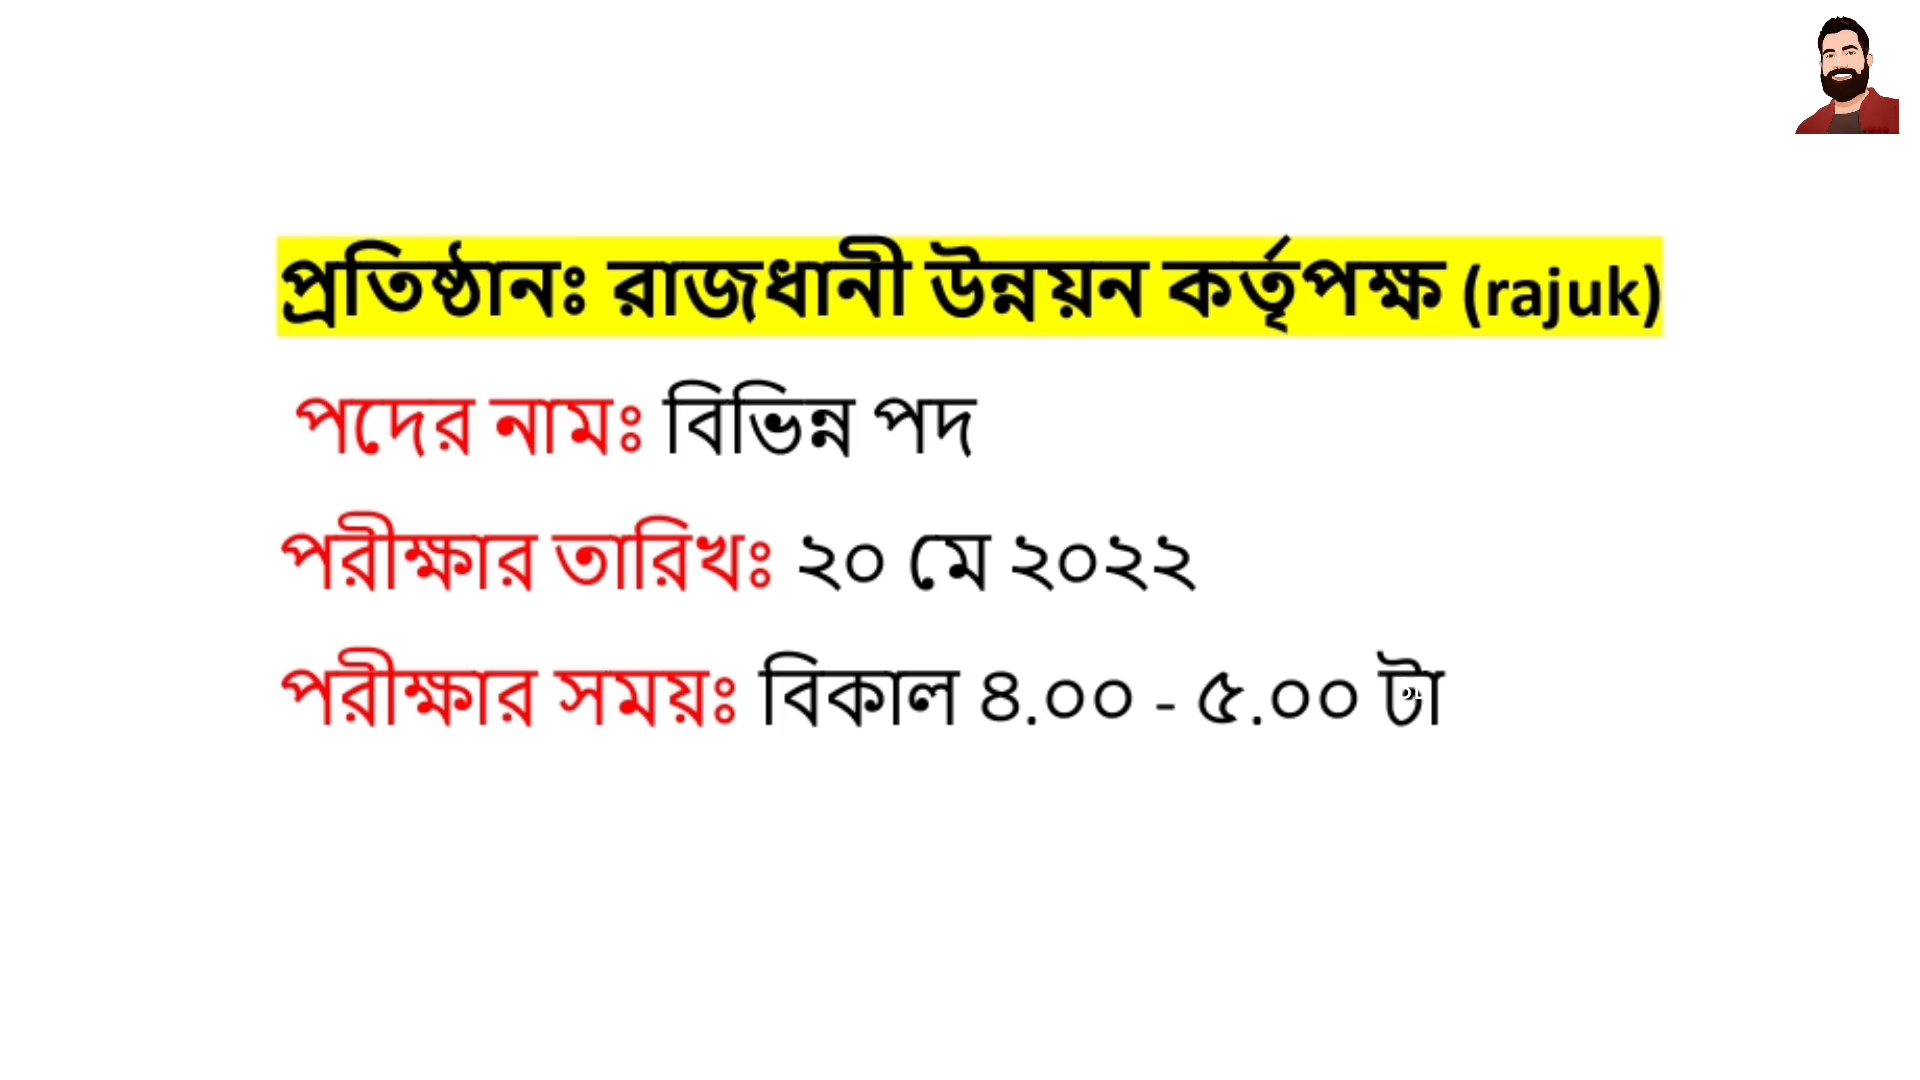 প্রতিষ্ঠানঃ রাজধানী উন্নয়ন কর্তৃপক্ষ (rajuk)
পদের নামঃ বিভিন্ন পদ
পরীক্ষার তারিখঃ ২০ মে ২০২২
পরীক্ষার সময়ঃ বিকাল ৪.০০ - ৫.০০ টা